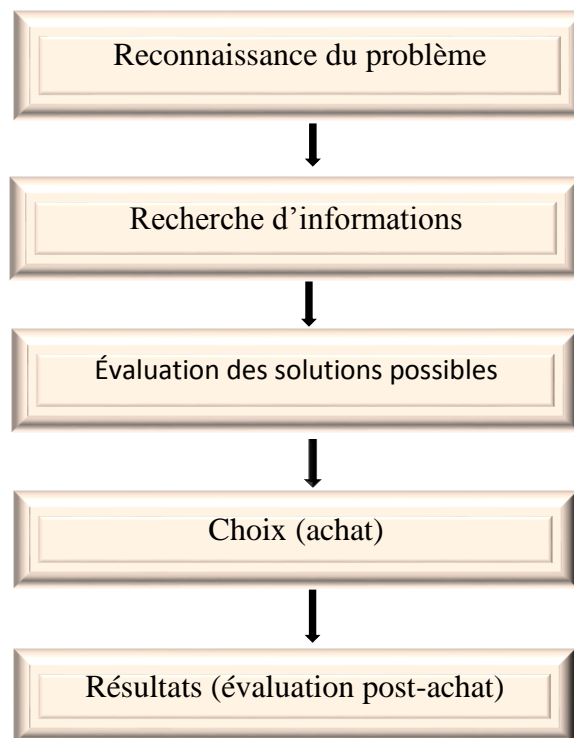 Reconnaissance du problème
Recherche d’informations
Évaluation des solutions possibles
Choix (achat)
Résultats (évaluation post-achat)